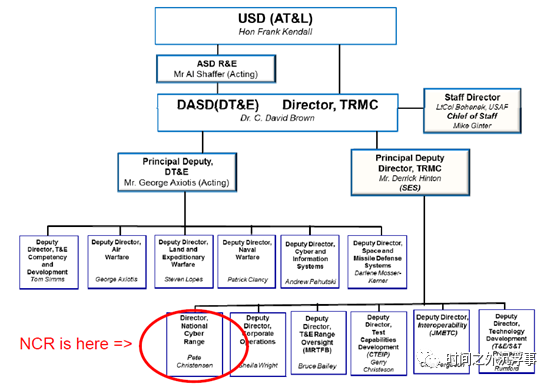 USD (AT&L)
Hon Frank Kendall
ASD R&E
Mr Al Shaffer (Acting)
DASD(DT&E) Director, TRMC
Dr. C. David Brown
Staff Director
LtCol Bohenek, USAF
Chief of Staff
Mike Ginter
Principal Deputy,
DT&E
Mr. George Axiotis (Acting)
Principal Deputy
Director, TRMC
Mr. Derrick Hinton
(SES)
Deputy
Director, T&E
Competency
and
Development
Tom Simms
Deputy
Director, Air
Warfare
George Axiotis
Deputy
Director,
Land and
Expeditionary
Warfare
Steven Lopes
Deputy
Director,
Naval
Warfare
Patrick Clancy
Deputy
Director,
Cyber and
Information
Systems
Andrew Pahutski
Deputy Director,
Space and
Missile Defense
Systems
Darlene Mosser-
Kerner
NCR is here =>
Director,
National
Cyber
Range
Pete
Christensen
Deputy
Director,
Corporate
Operations
Sheila Wright
Deputy
Director,
T&E Range
Oversight
(MRTFB)
Bruce Bailey
Deputy
Director,
Test
Capabilities
Development
(CTEIP)
Gerry
Christeson
Deputy Director,
Interoperability
(JMETC)
Ferguson
Deputy Director,
Technology
Development
(T&E/S&T
Rumford
时间之外沉浮事